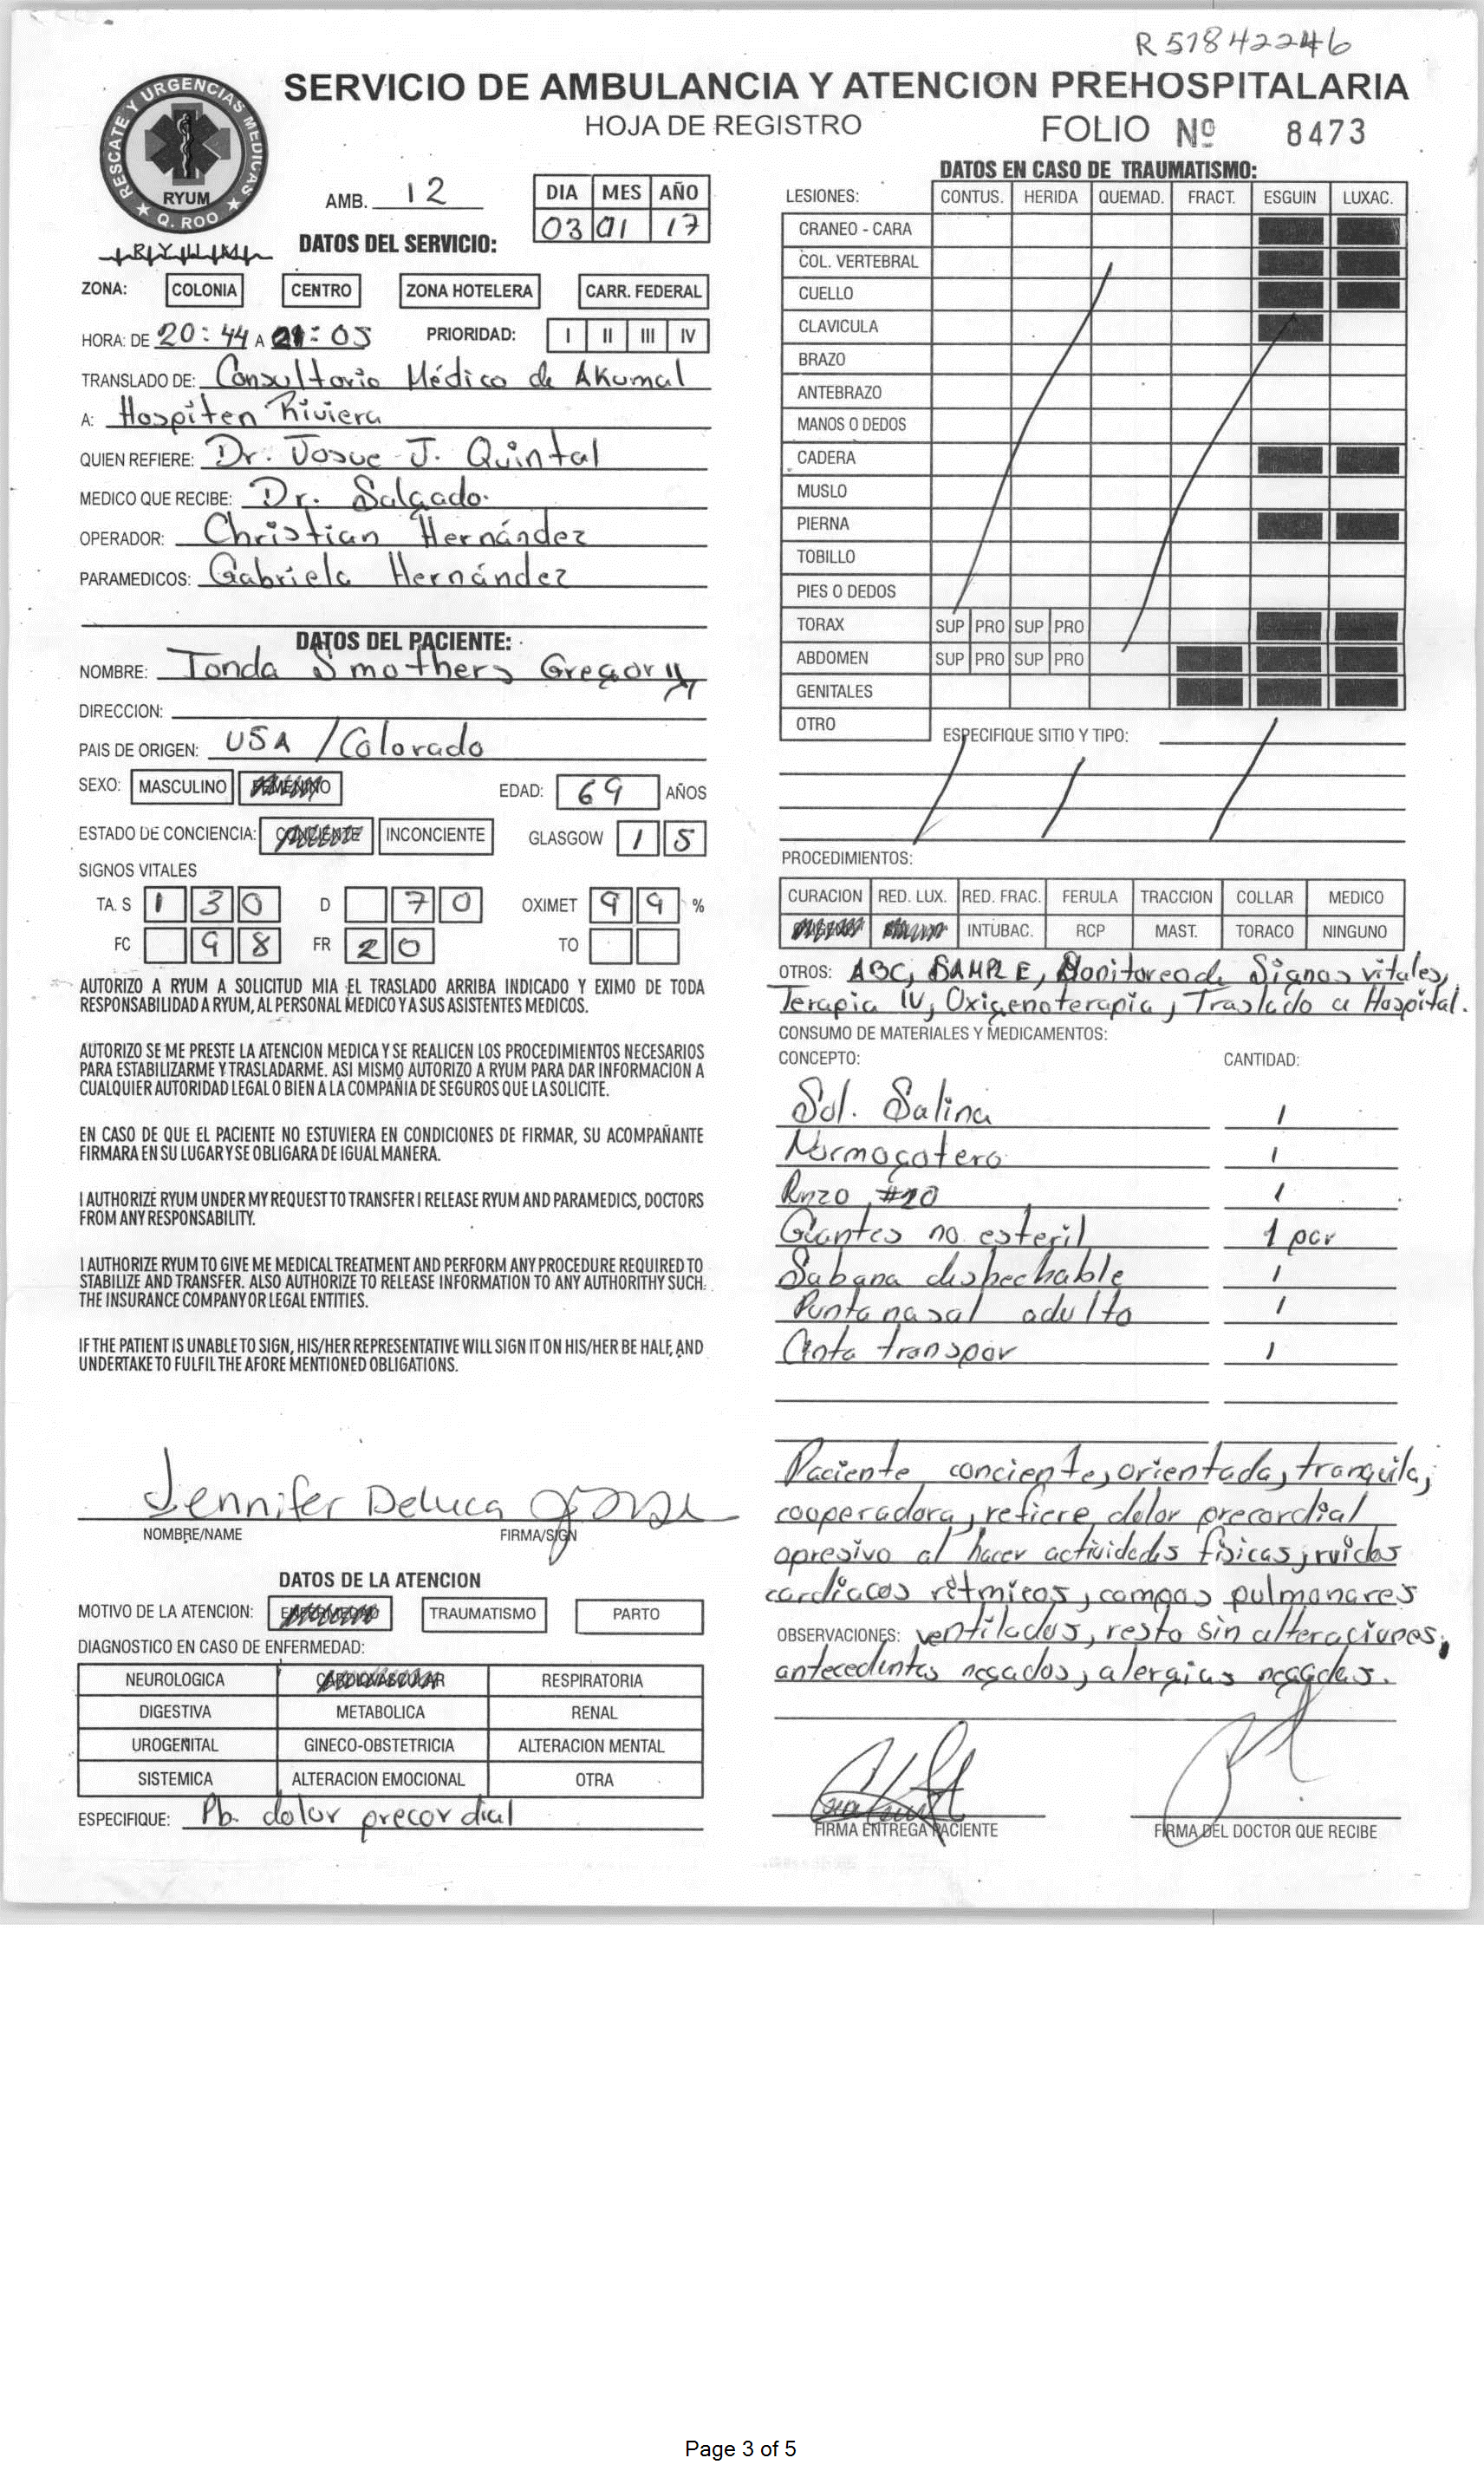 R51842246
SERVICIO DE AMBULANCIA Y ATENCION PREHOSPITALARIA
HOJA DE REGISTRO
FOLIO Nº 8473
RESCATE Y URGENCIAS MEDICAS
RYUM
Q. ROO
R.Y.U.M.
AMB. 12
DIA MES AÑO
03 01 17
DATOS DEL SERVICIO:
ZONA: COLONIA CENTRO ZONA HOTELERA CARR. FEDERAL
HORA: DE 20:44 A 21:05 PRIORIDAD: I II III IV
TRANSLADO DE: Consultorio Médico de Akumal
A: Hospiten Riviera
QUIEN REFIERE: Dr. Josue J. Quintal
MEDICO QUE RECIBE: Dr. Salgado.
OPERADOR: Christian Hernández
PARAMEDICOS: Gabriela Hernández
DATOS DEL PACIENTE:
NOMBRE: Tonda Smothers Gregory
DIRECCION:
PAIS DE ORIGEN: USA / Colorado
SEXO: MASCULINO FEMENINO EDAD: 69 AÑOS
ESTADO DE CONCIENCIA: CONCIENTE INCONCIENTE GLASGOW 15
SIGNOS VITALES
TA. S 130 D 70 OXIMET 99 %
FC 98 FR 20 TO
AUTORIZO A RYUM A SOLICITUD MIA EL TRASLADO ARRIBA INDICADO Y EXIMO DE TODA
RESPONSABILIDAD A RYUM, AL PERSONAL MEDICO Y A SUS ASISTENTES MEDICOS.
AUTORIZO SE ME PRESTE LA ATENCION MEDICA Y SE REALICEN LOS PROCEDIMIENTOS NECESARIOS
PARA ESTABILIZARME Y TRASLADARME. ASI MISMO AUTORIZO A RYUM PARA DAR INFORMACION A
CUALQUIER AUTORIDAD LEGAL O BIEN A LA COMPAÑIA DE SEGUROS QUE LA SOLICITE.
EN CASO DE QUE EL PACIENTE NO ESTUVIERA EN CONDICIONES DE FIRMAR, SU ACOMPAÑANTE
FIRMARA EN SU LUGAR Y SE OBLIGARA DE IGUAL MANERA.
I AUTHORIZE RYUM UNDER MY REQUEST TO TRANSFER I RELEASE RYUM AND PARAMEDICS, DOCTORS
FROM ANY RESPONSABILITY.
I AUTHORIZE RYUM TO GIVE ME MEDICAL TREATMENT AND PERFORM ANY PROCEDURE REQUIRED TO
STABILIZE AND TRANSFER. ALSO AUTHORIZE TO RELEASE INFORMATION TO ANY AUTHORITHY SUCH:
THE INSURANCE COMPANY OR LEGAL ENTITIES.
IF THE PATIENT IS UNABLE TO SIGN, HIS/HER REPRESENTATIVE WILL SIGN IT ON HIS/HER BE HALF, AND
UNDERTAKE TO FULFIL THE AFORE MENTIONED OBLIGATIONS.
Jennifer Deluca
NOMBRE/NAME FIRMA/SIGN
DATOS DE LA ATENCION
MOTIVO DE LA ATENCION: ENFERMEDAD TRAUMATISMO PARTO
DIAGNOSTICO EN CASO DE ENFERMEDAD:
NEUROLOGICA CARDIOVASCULAR RESPIRATORIA
DIGESTIVA METABOLICA RENAL
UROGENITAL GINECO-OBSTETRICIA ALTERACION MENTAL
SISTEMICA ALTERACION EMOCIONAL OTRA
ESPECIFIQUE: Pb. dolor precordial
DATOS EN CASO DE TRAUMATISMO:
LESIONES: CONTUS. HERIDA QUEMAD. FRACT. ESGUIN LUXAC.
CRANEO - CARA
COL. VERTEBRAL
CUELLO
CLAVICULA
BRAZO
ANTEBRAZO
MANOS O DEDOS
CADERA
MUSLO
PIERNA
TOBILLO
PIES O DEDOS
TORAX SUP PRO SUP PRO
ABDOMEN SUP PRO SUP PRO
GENITALES
OTRO ESPECIFIQUE SITIO Y TIPO:
PROCEDIMIENTOS:
CURACION RED. LUX. RED. FRAC. FERULA TRACCION COLLAR MEDICO
OXIGENO INTUBAC. RCP MAST. TORACO NINGUNO
OTROS: ABC, SAMPLE, Monitoreo de Signos vitales,
Terapia IV, Oxigenoterapia, Traslado a Hospital.
CONSUMO DE MATERIALES Y MEDICAMENTOS:
CONCEPTO: CANTIDAD:
Sol. Salina 1
Normogotero 1
Pnzo #20 1
Guantes no esteril 1 par
Sabana deshechable 1
Punta nasal adulto 1
Cinta transpor 1
Paciente conciente, orientada, tranquila,
cooperadora, refiere dolor precordial
opresivo al hacer actividades físicas, ruidos
cardiacos rítmicos, campos pulmonares
OBSERVACIONES: ventilados, resto sin alteraciones,
antecedentes negados, alergias negadas.
FIRMA ENTREGA PACIENTE FIRMA DEL DOCTOR QUE RECIBE
Page 3 of 5